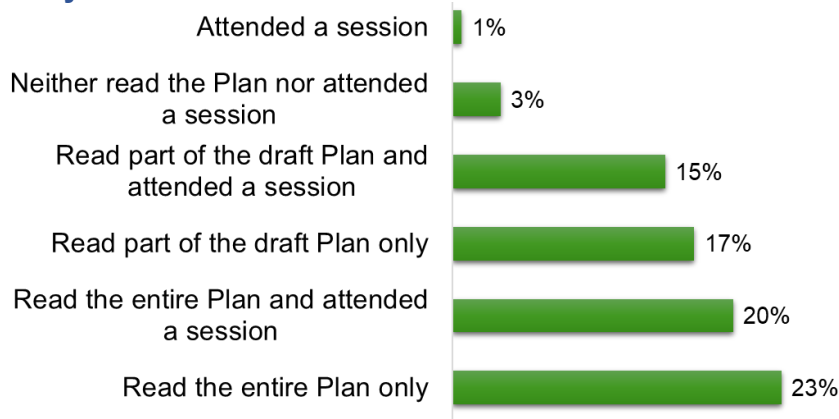 Attended a session 1%
Neither read the Plan nor attended
a session
3%
Read part of the draft Plan and
attended a session
15%
Read part of the draft Plan only 17%
Read the entire Plan and attended
a session
20%
Read the entire Plan only 23%